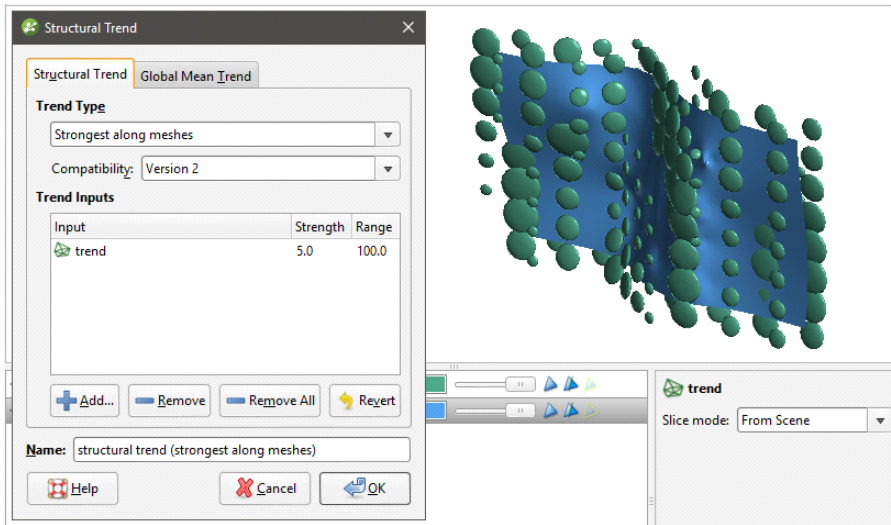 Structural Trend
Structural Trend
Global Mean Trend
Trend Type
Strongest along meshes
Compatibility: Version 2
Trend Inputs
Input Strength Range
trend 5.0 100.0
Add... Remove Remove All Revert
Name: structural trend (strongest along meshes)
Help Cancel OK
trend
Slice mode: From Scene